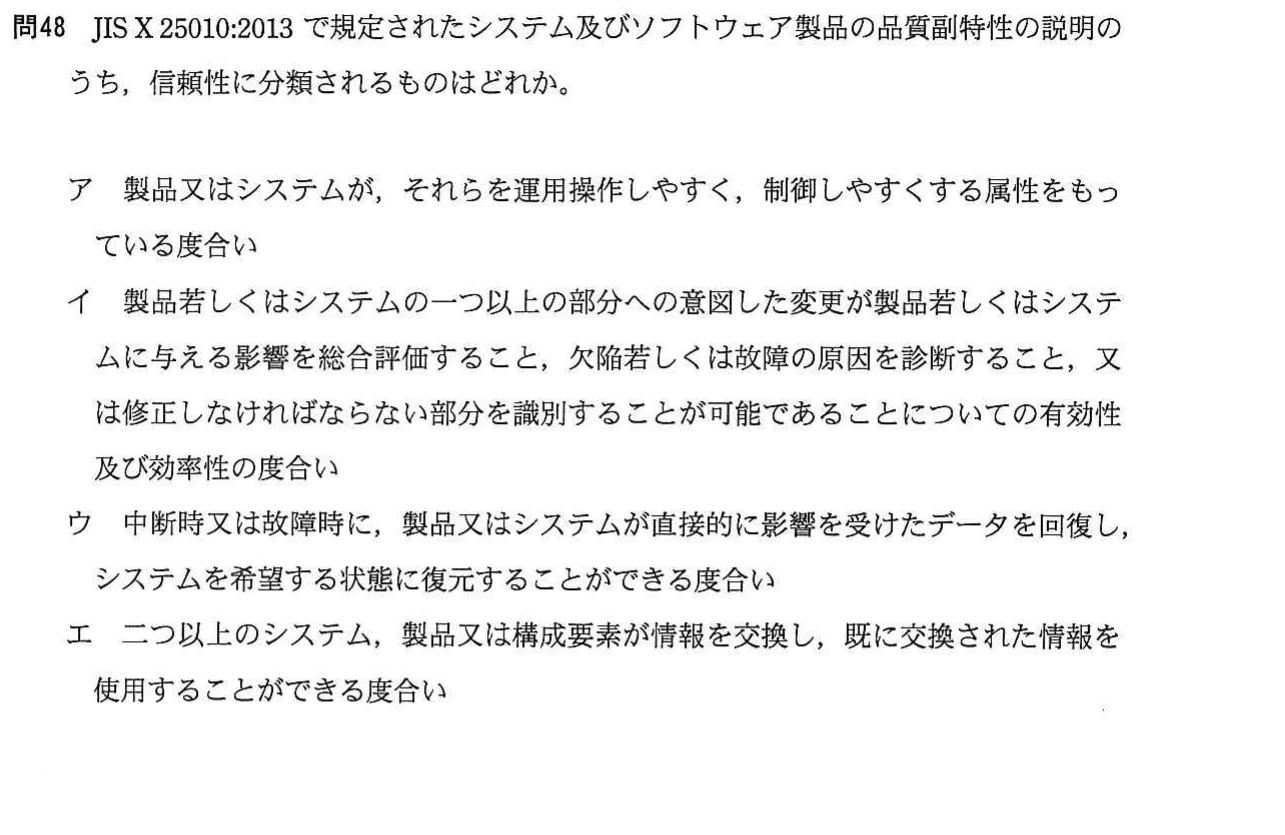 問48 JIS X 25010:2013 で規定されたシステム及びソフトウェア製品の品質副特性の説明の
うち，信頼性に分類されるものはどれか。
ア 製品又はシステムが，それらを運用操作しやすく，制御しやすくする属性をもっ
ている度合い
イ 製品若しくはシステムの一つ以上の部分への意図した変更が製品若しくはシステ
ムに与える影響を総合評価すること，欠陥若しくは故障の原因を診断すること，又
は修正しなければならない部分を識別することが可能であることについての有効性
及び効率性の度合い
ウ 中断時又は故障時に，製品又はシステムが直接的に影響を受けたデータを回復し，
システムを希望する状態に復元することができる度合い
エ 二つ以上のシステム，製品又は構成要素が情報を交換し，既に交換された情報を
使用することができる度合い